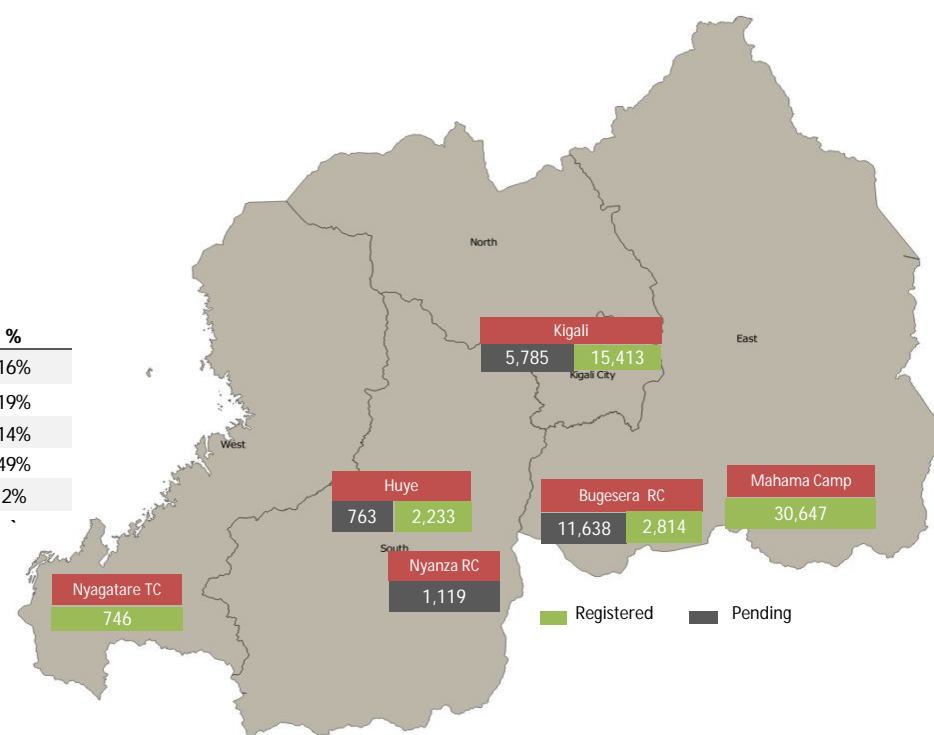 North
%
16%
19%
14%
49%
2%
Kigali
5,785 15,413
Kigali City
East
West
Huye
763 2,233
South
Bugesera RC
11,638 2,814
Mahama Camp
30,647
Nyanza RC
1,119
Nyagatare TC
746
Registered Pending